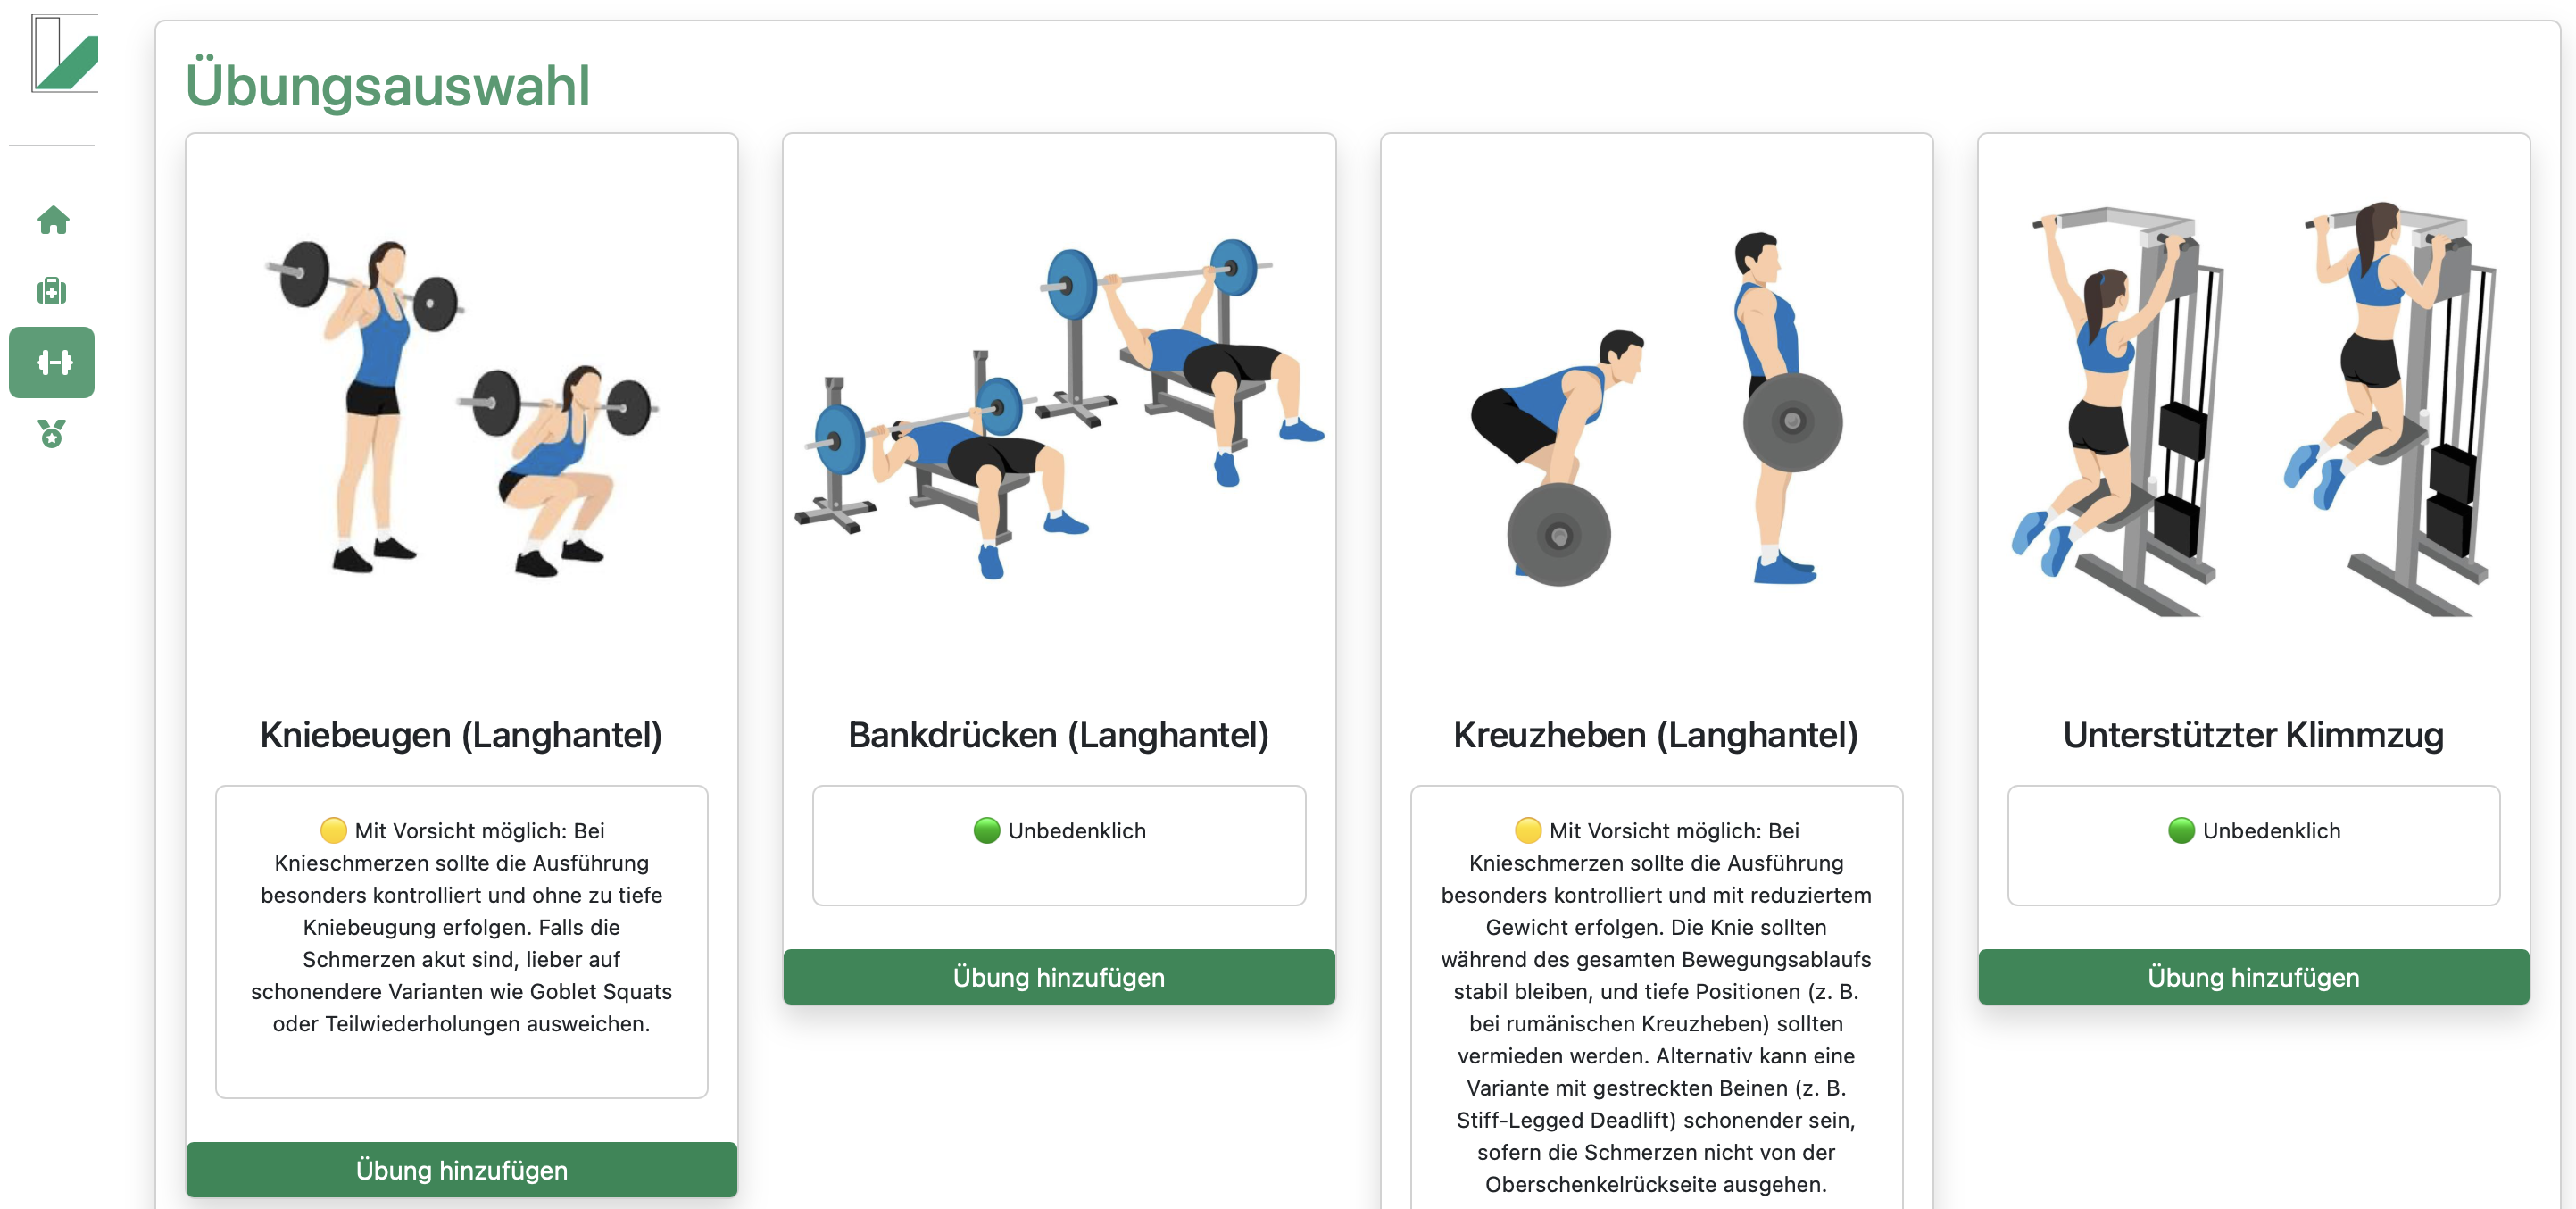 Übungsauswahl
Kniebeugen (Langhantel)
🟡 Mit Vorsicht möglich: Bei
Knieschmerzen sollte die Ausführung
besonders kontrolliert und ohne zu tiefe
Kniebeugung erfolgen. Falls die
Schmerzen akut sind, lieber auf
schonendere Varianten wie Goblet Squats
oder Teilwiederholungen ausweichen.
Übung hinzufügen
Bankdrücken (Langhantel)
🟢 Unbedenklich
Übung hinzufügen
Kreuzheben (Langhantel)
🟡 Mit Vorsicht möglich: Bei
Knieschmerzen sollte die Ausführung
besonders kontrolliert und mit reduziertem
Gewicht erfolgen. Die Knie sollten
während des gesamten Bewegungsablaufs
stabil bleiben, und tiefe Positionen (z. B.
bei rumänischen Kreuzheben) sollten
vermieden werden. Alternativ kann eine
Variante mit gestreckten Beinen (z. B.
Stiff-Legged Deadlift) schonender sein,
sofern die Schmerzen nicht von der
Oberschenkelrückseite ausgehen.
Unterstützter Klimmzug
🟢 Unbedenklich
Übung hinzufügen